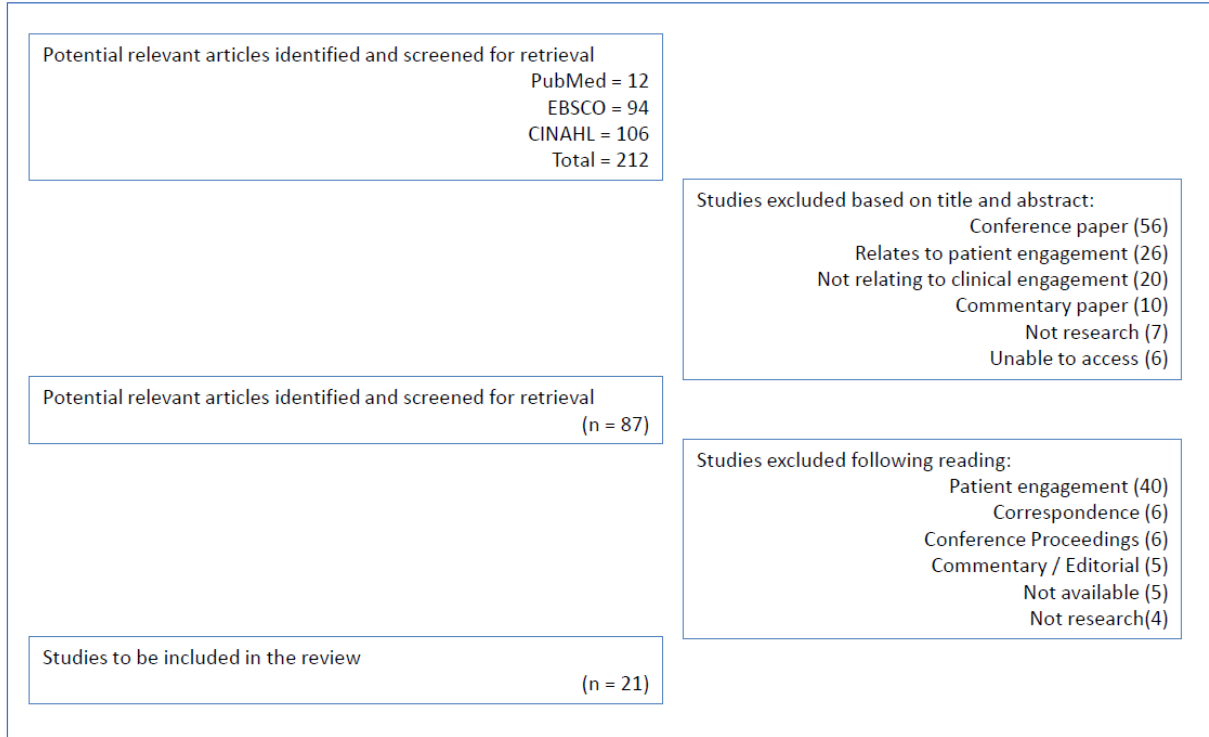 Potential relevant articles identified and screened for retrieval
PubMed = 12
EBSCO = 94
CINAHL = 106
Total = 212
Studies excluded based on title and abstract:
Conference paper (56)
Relates to patient engagement (26)
Not relating to clinical engagement (20)
Commentary paper (10)
Not research (7)
Unable to access (6)
Potential relevant articles identified and screened for retrieval
(n = 87)
Studies excluded following reading:
Patient engagement (40)
Correspondence (6)
Conference Proceedings (6)
Commentary / Editorial (5)
Not available (5)
Not research(4)
Studies to be included in the review
(n = 21)